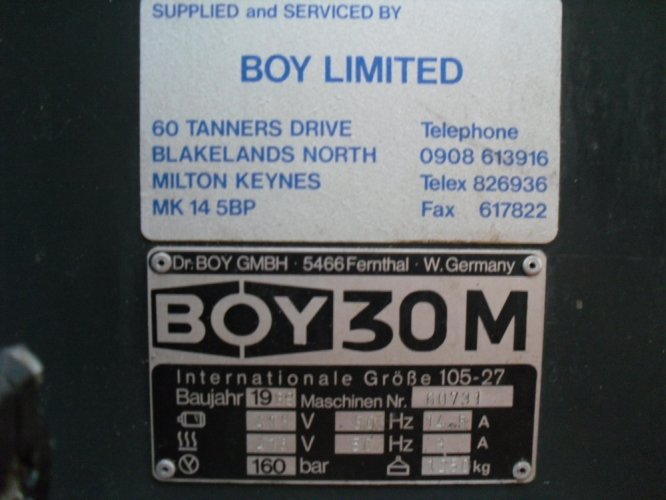 SUPPLIED and SERVICED BY
BOY LIMITED
60 TANNERS DRIVE Telephone
BLAKELANDS NORTH 0908 613916
MILTON KEYNES Telex 826936
MK 14 5BP Fax 617822
Dr. BOY GMBH · 5466 Fernthal · W. Germany
BOY 30 M
Internationale Größe 105-27
Baujahr 19 Maschinen Nr. 60731
V Hz A
V Hz A
160 bar kg